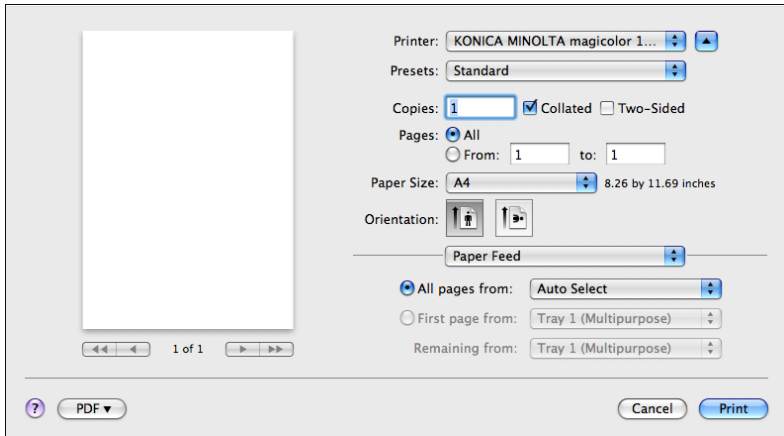 Printer: KONICA MINOLTA magicolor 1...
Presets: Standard
Copies: 1 Collated Two-Sided
Pages: All
From: 1 to: 1
Paper Size: A4 8.26 by 11.69 inches
Orientation:
Paper Feed
All pages from: Auto Select
First page from: Tray 1 (Multipurpose)
Remaining from: Tray 1 (Multipurpose)
1 of 1
? PDF ▾ Cancel Print